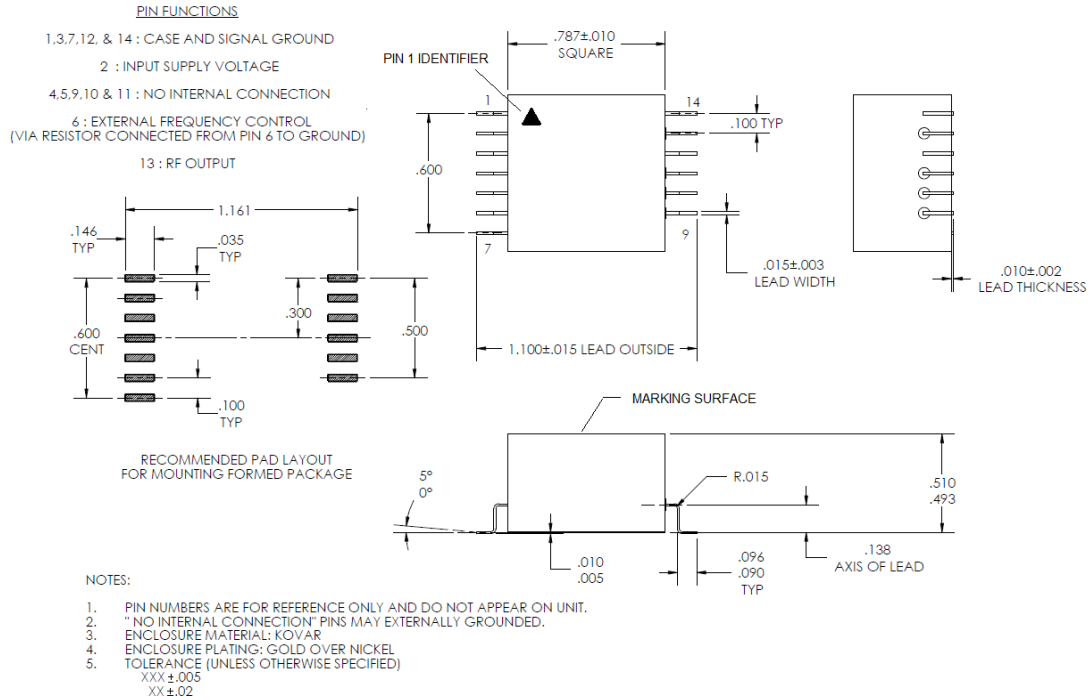 PIN FUNCTIONS
1,3,7,12, & 14 : CASE AND SIGNAL GROUND
2 : INPUT SUPPLY VOLTAGE
4,5,9,10 & 11 : NO INTERNAL CONNECTION
6 : EXTERNAL FREQUENCY CONTROL
(VIA RESISTOR CONNECTED FROM PIN 6 TO GROUND)
13 : RF OUTPUT
.787±.010
SQUARE
PIN 1 IDENTIFIER
1
14
.100 TYP
.600
7
9
.015±.003
LEAD WIDTH
1.100±.015 LEAD OUTSIDE
.010±.002
LEAD THICKNESS
1.161
.146
TYP
.035
TYP
.300
.500
.600
CENT
.100
TYP
RECOMMENDED PAD LAYOUT
FOR MOUNTING FORMED PACKAGE
MARKING SURFACE
5°
0°
R.015
.510
.493
.010
.005
.096
.090
TYP
.138
AXIS OF LEAD
NOTES:
1. PIN NUMBERS ARE FOR REFERENCE ONLY AND DO NOT APPEAR ON UNIT.
2. " NO INTERNAL CONNECTION" PINS MAY EXTERNALLY GROUNDED.
3. ENCLOSURE MATERIAL: KOVAR
4. ENCLOSURE PLATING: GOLD OVER NICKEL
5. TOLERANCE (UNLESS OTHERWISE SPECIFIED)
XXX ±.005
XX ±.02